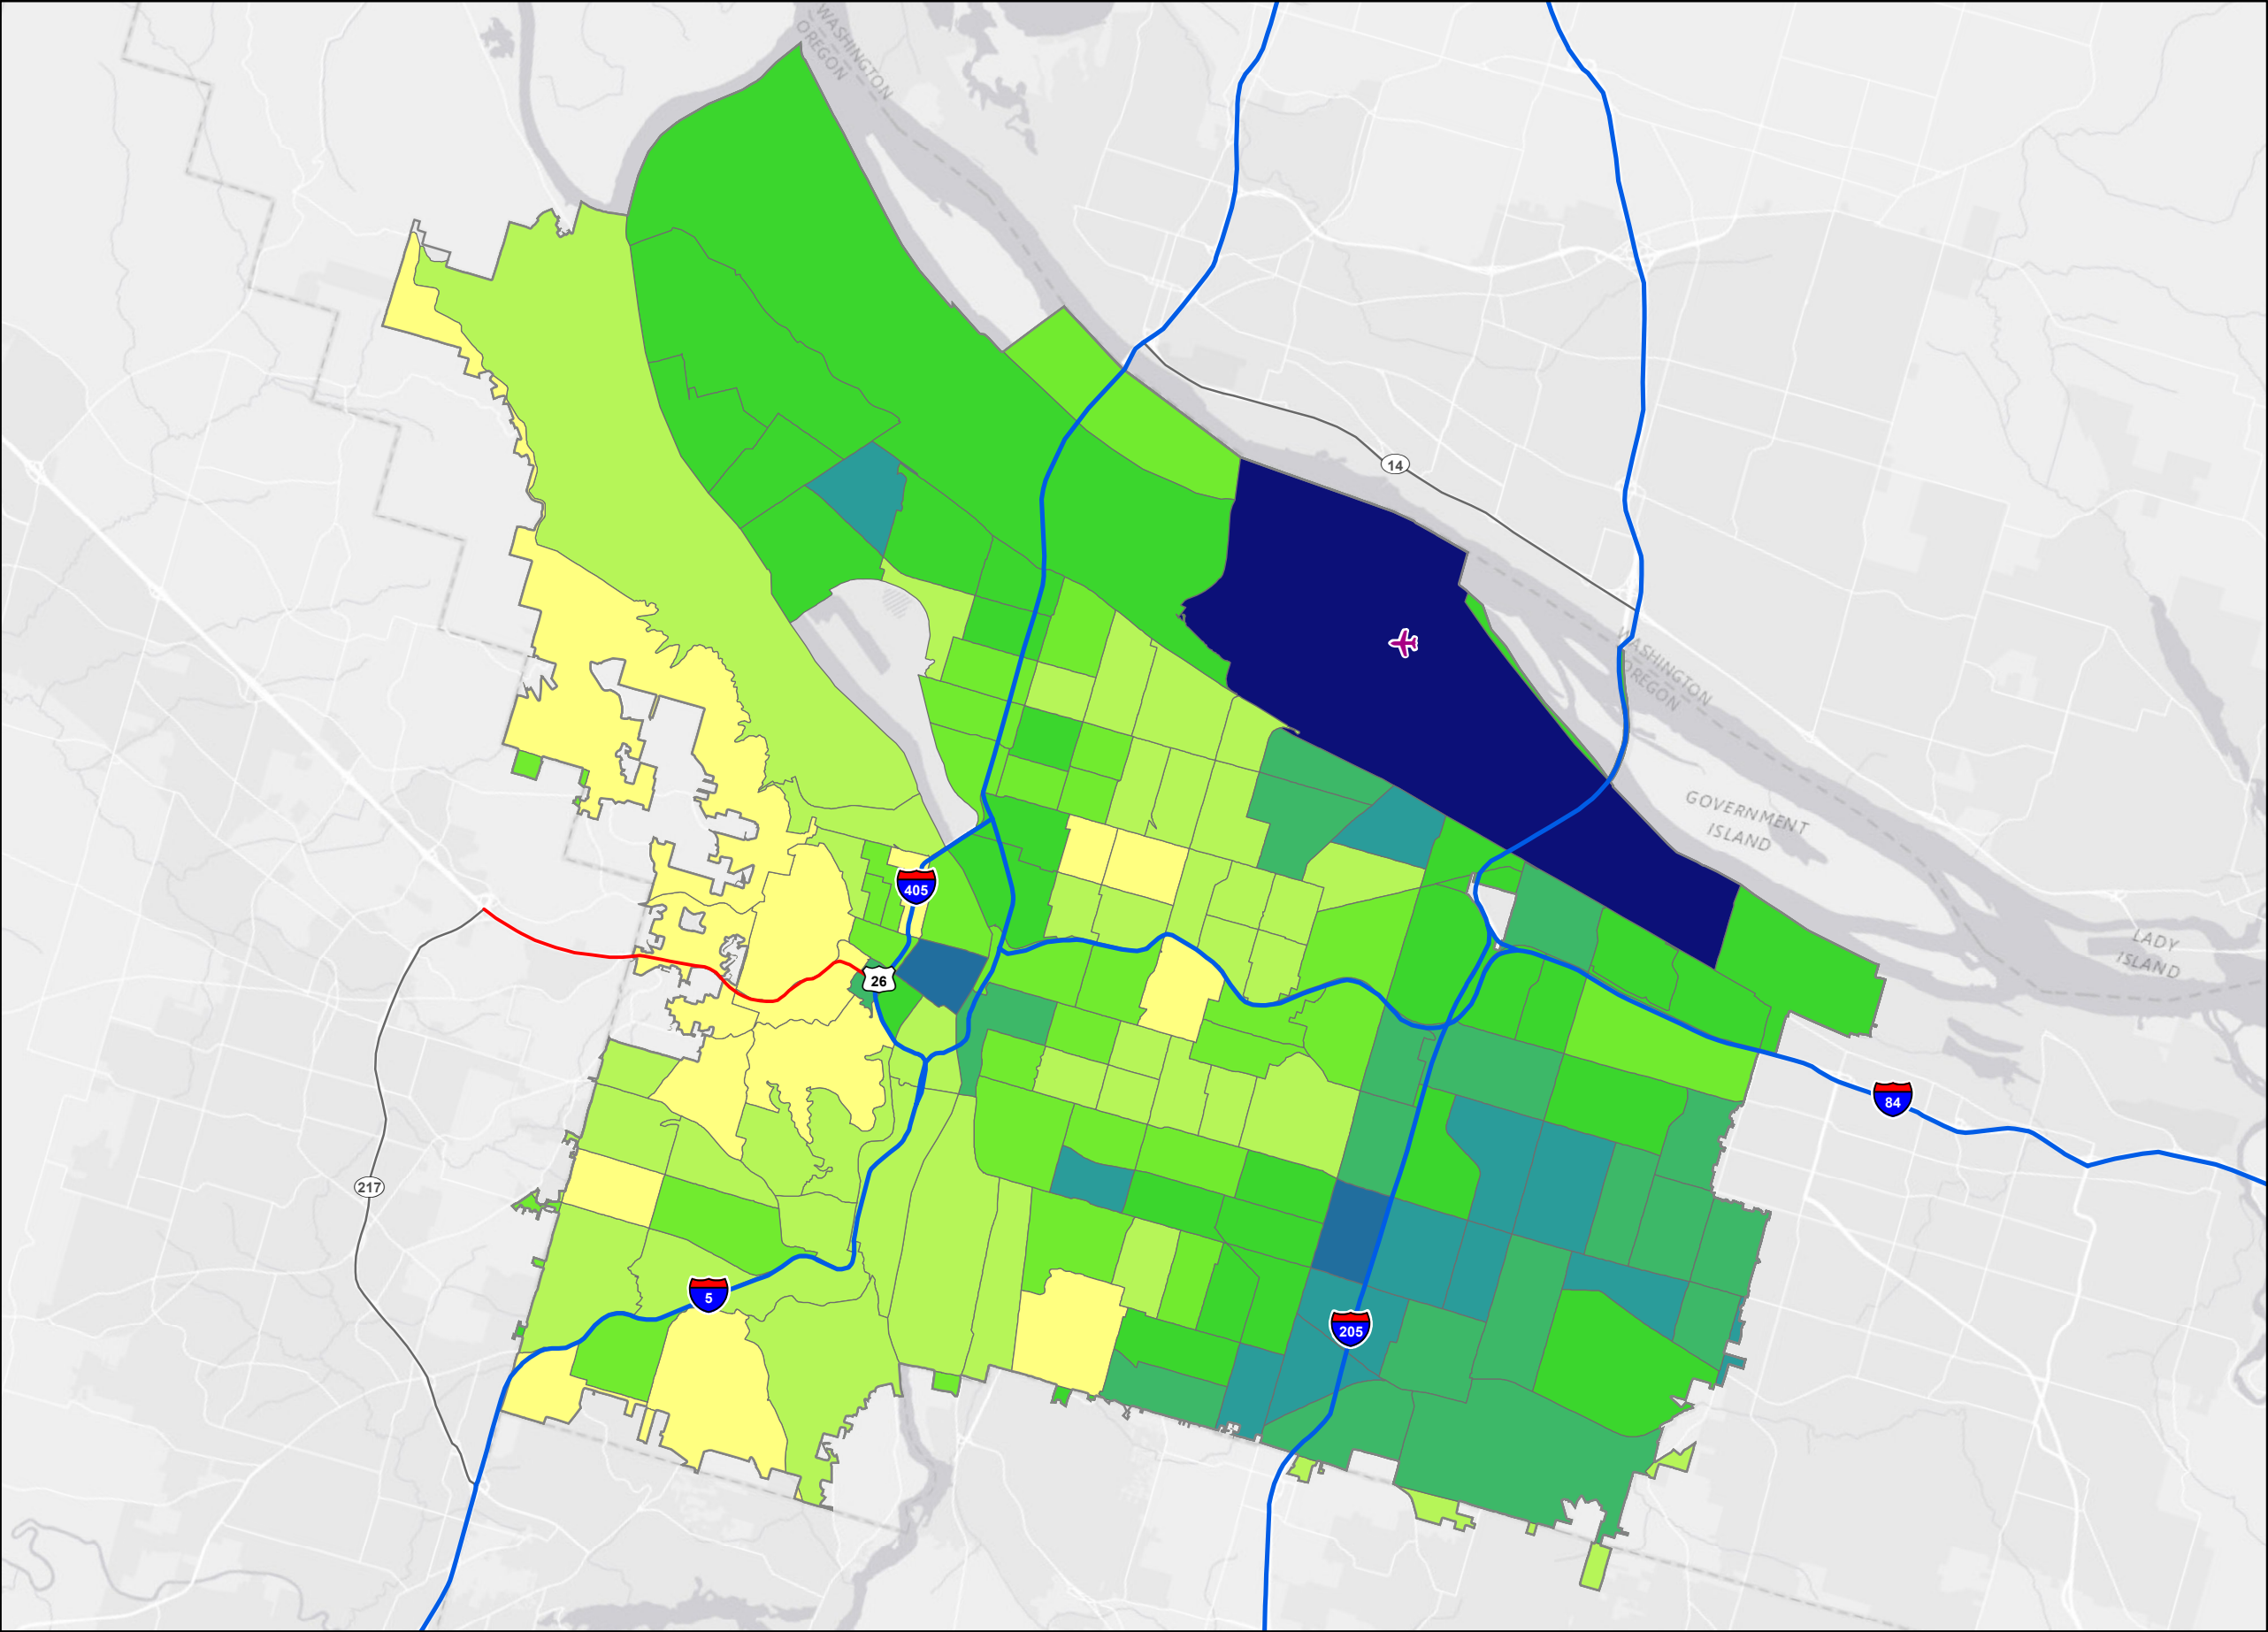 WASHINGTON
OREGON
14
WASHINGTON
OREGON
GOVERNMENT
ISLAND
405
LADY
ISLAND
26
84
217
5
205